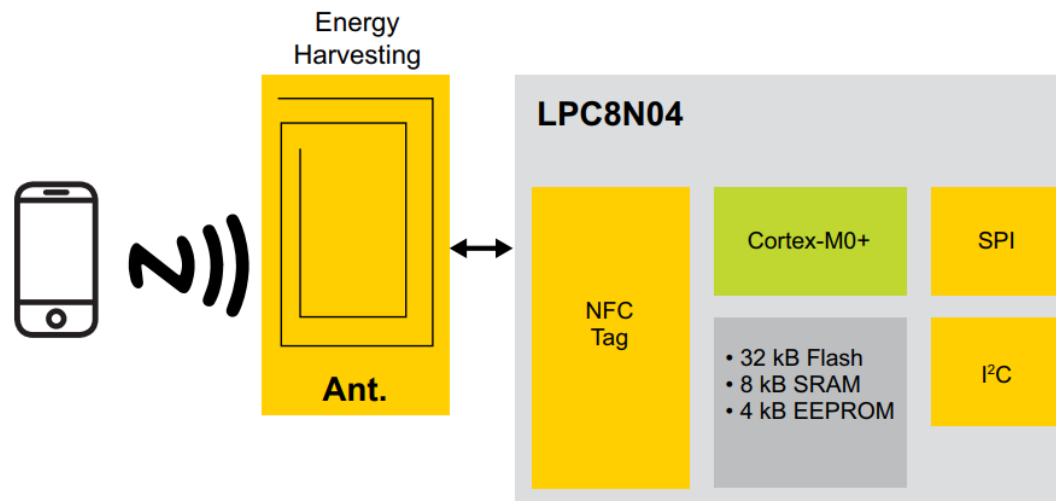 Energy
Harvesting
Ant.
LPC8N04
NFC
Tag
Cortex-M0+
SPI
• 32 kB Flash
• 8 kB SRAM
• 4 kB EEPROM
I²C